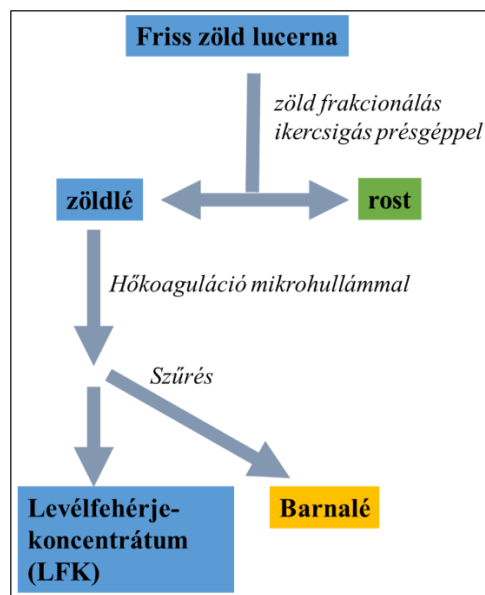 Friss zöld lucerna
zöld frakcionálás
ikercsigás présgéppel
zöldlé
rost
Hőkoaguláció mikrohullámmal
Szűrés
Levélfehérje-
koncentrátum
(LFK)
Barnalé